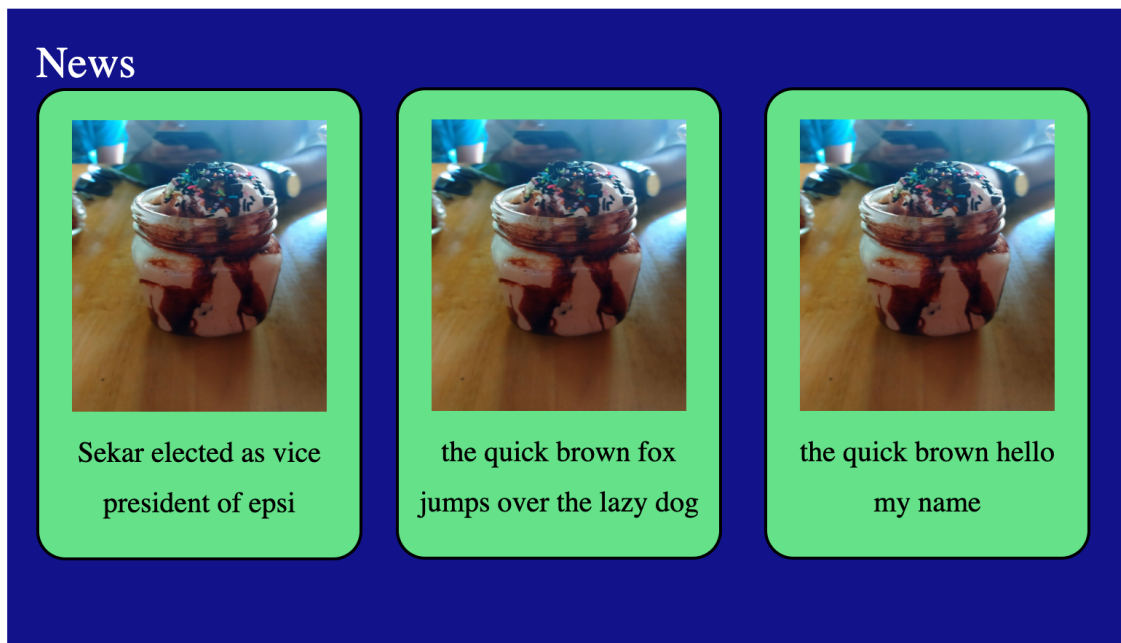 News
Sekar elected as vice
president of epsi
the quick brown fox
jumps over the lazy dog
the quick brown hello
my name